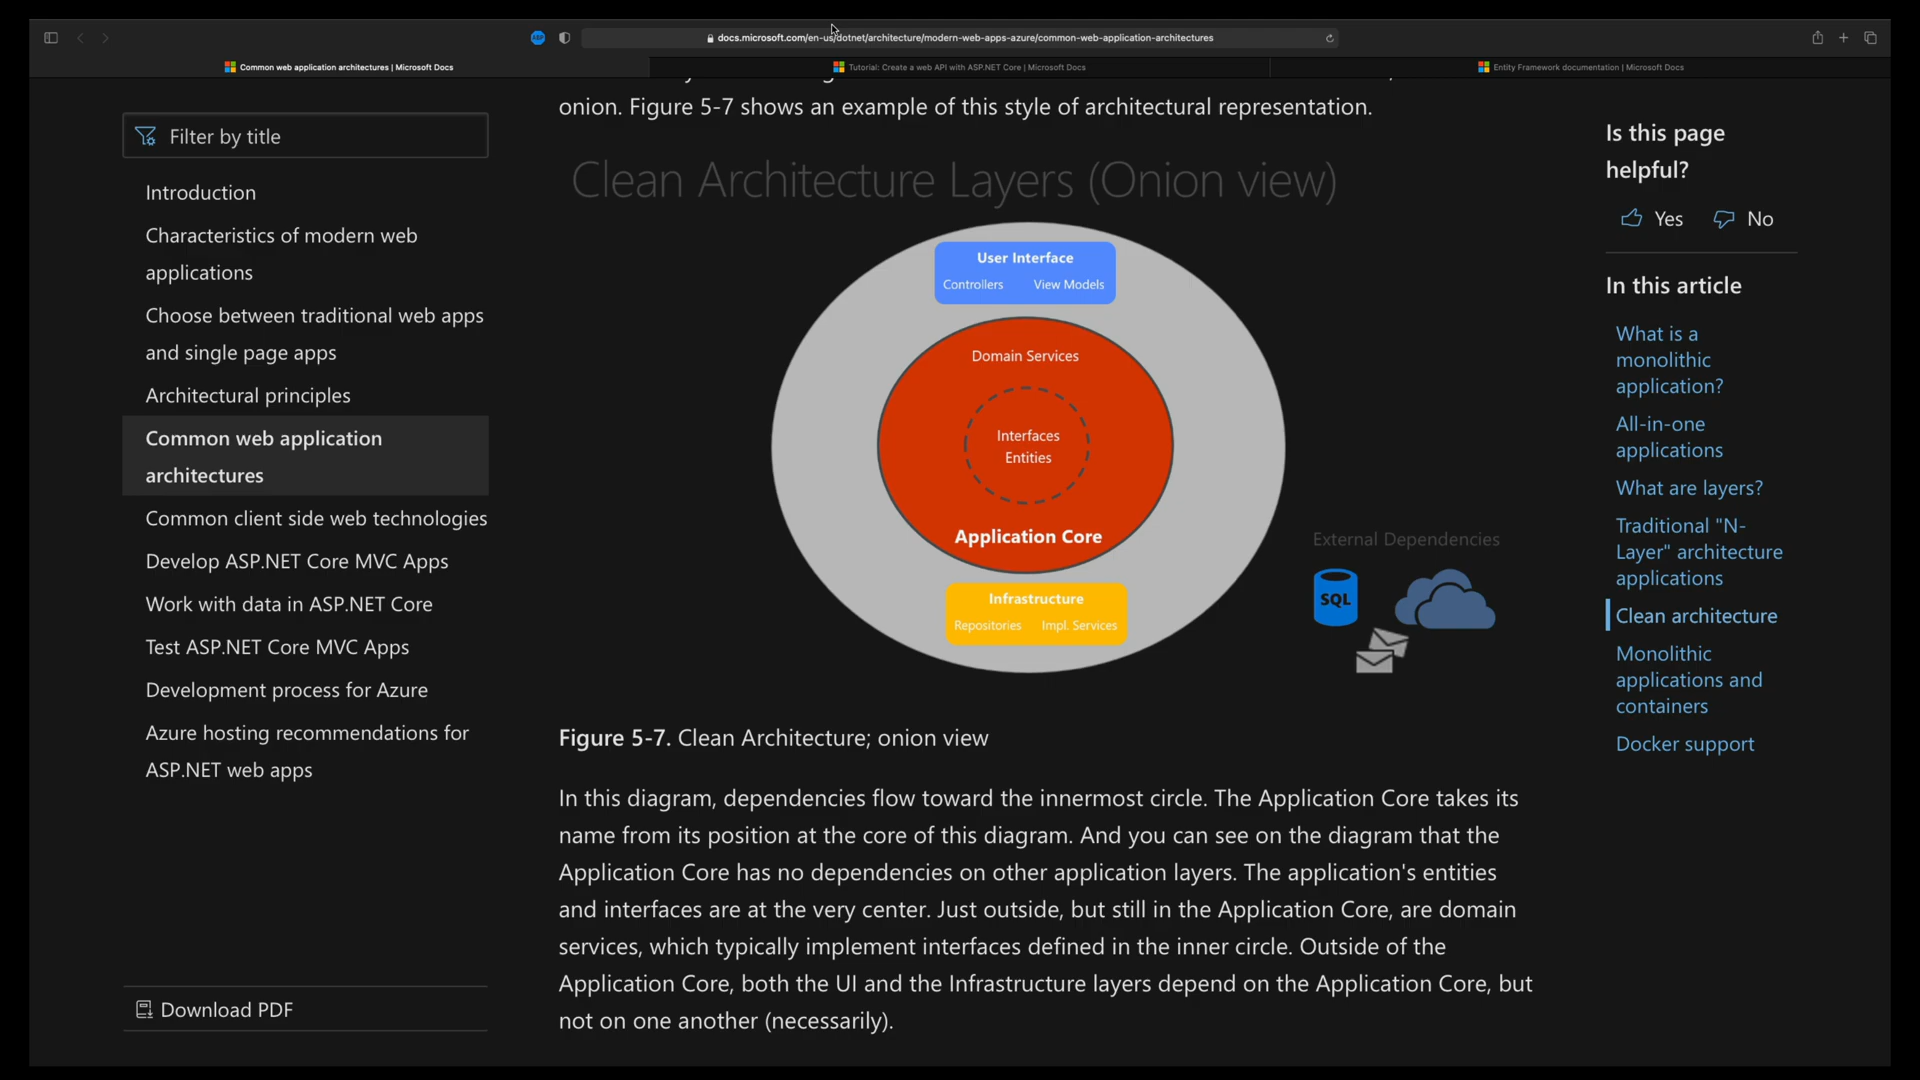 ABP
docs.microsoft.com/en-us/dotnet/architecture/modern-web-apps-azure/common-web-application-architectures
Common web application architectures | Microsoft Docs
Tutorial: Create a web API with ASP.NET Core | Microsoft Docs
Entity Framework documentation | Microsoft Docs
Filter by title
Introduction
Characteristics of modern web
applications
Choose between traditional web apps
and single page apps
Architectural principles
Common web application
architectures
Common client side web technologies
Develop ASP.NET Core MVC Apps
Work with data in ASP.NET Core
Test ASP.NET Core MVC Apps
Development process for Azure
Azure hosting recommendations for
ASP.NET web apps
Download PDF
onion. Figure 5-7 shows an example of this style of architectural representation.
Clean Architecture Layers (Onion view)
User Interface
Controllers View Models
Domain Services
Interfaces
Entities
Application Core
Infrastructure
Repositories Impl. Services
External Dependencies
SQL
Figure 5-7. Clean Architecture; onion view
In this diagram, dependencies flow toward the innermost circle. The Application Core takes its
name from its position at the core of this diagram. And you can see on the diagram that the
Application Core has no dependencies on other application layers. The application's entities
and interfaces are at the very center. Just outside, but still in the Application Core, are domain
services, which typically implement interfaces defined in the inner circle. Outside of the
Application Core, both the UI and the Infrastructure layers depend on the Application Core, but
not on one another (necessarily).
Is this page
helpful?
Yes No
In this article
What is a
monolithic
application?
All-in-one
applications
What are layers?
Traditional "N-
Layer" architecture
applications
Clean architecture
Monolithic
applications and
containers
Docker support